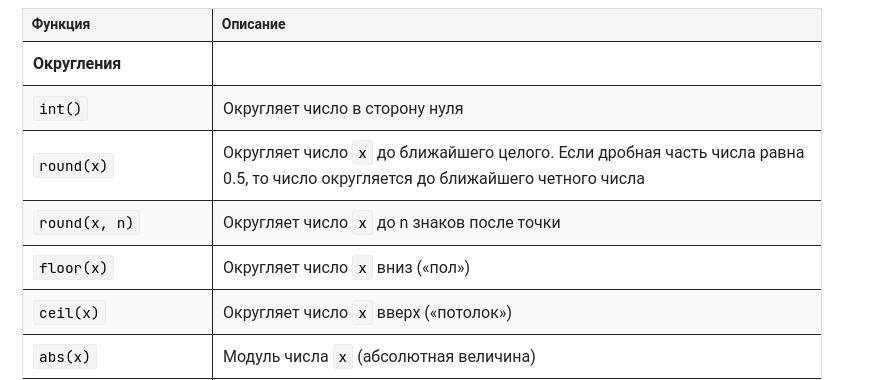 Функция Описание
Округления
int() Округляет число в сторону нуля
round(x) Округляет число x до ближайшего целого. Если дробная часть числа равна
0.5, то число округляется до ближайшего четного числа
round(x, n) Округляет число x до n знаков после точки
floor(x) Округляет число x вниз («пол»)
ceil(x) Округляет число x вверх («потолок»)
abs(x) Модуль числа x (абсолютная величина)